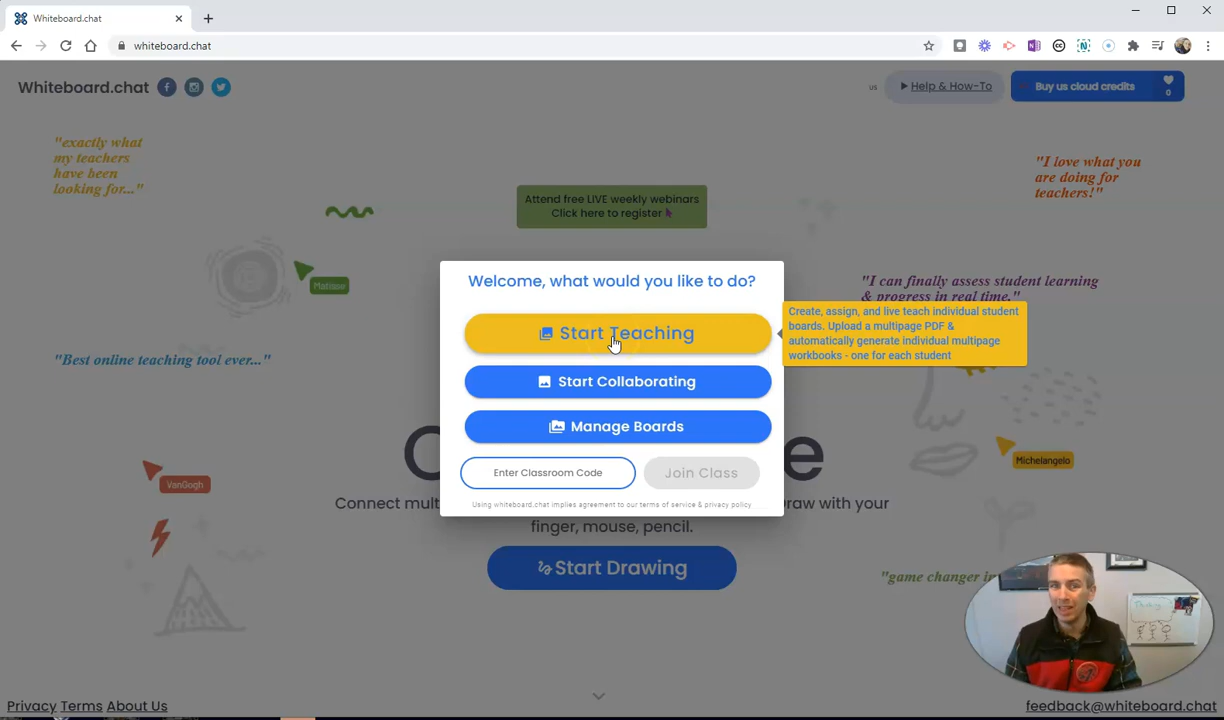 Whiteboard.chat
whiteboard.chat
Whiteboard.chat
us
Help & How-To
Buy us cloud credits
0
"exactly what
my teachers
have been
looking for..."
Attend free LIVE weekly webinars
Click here to register
"I love what you
are doing for
teachers!"
Matisse
Welcome, what would you like to do?
"I can finally assess student learning
& progress in real time."
Start Teaching
Create, assign, and live teach individual student
boards. Upload a multipage PDF &
automatically generate individual multipage
workbooks - one for each student
"Best online teaching tool ever..."
Start Collaborating
Manage Boards
Enter Classroom Code
Join Class
Using whiteboard.chat implies agreement to our terms of service & privacy policy
VanGogh
Michelangelo
Connect mul
raw with your
finger, mouse, pencil.
Start Drawing
"game changer in
Privacy Terms About Us
feedback@whiteboard.chat